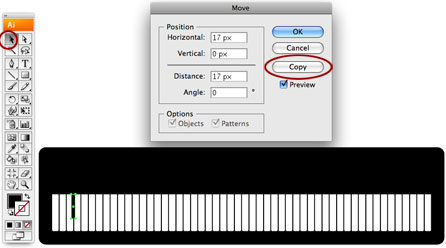 Ai
Move
Position
Horizontal: 17 px
Vertical: 0 px
Distance: 17 px
Angle: 0 °
Options
Objects Patterns
OK
Cancel
Copy
Preview
T